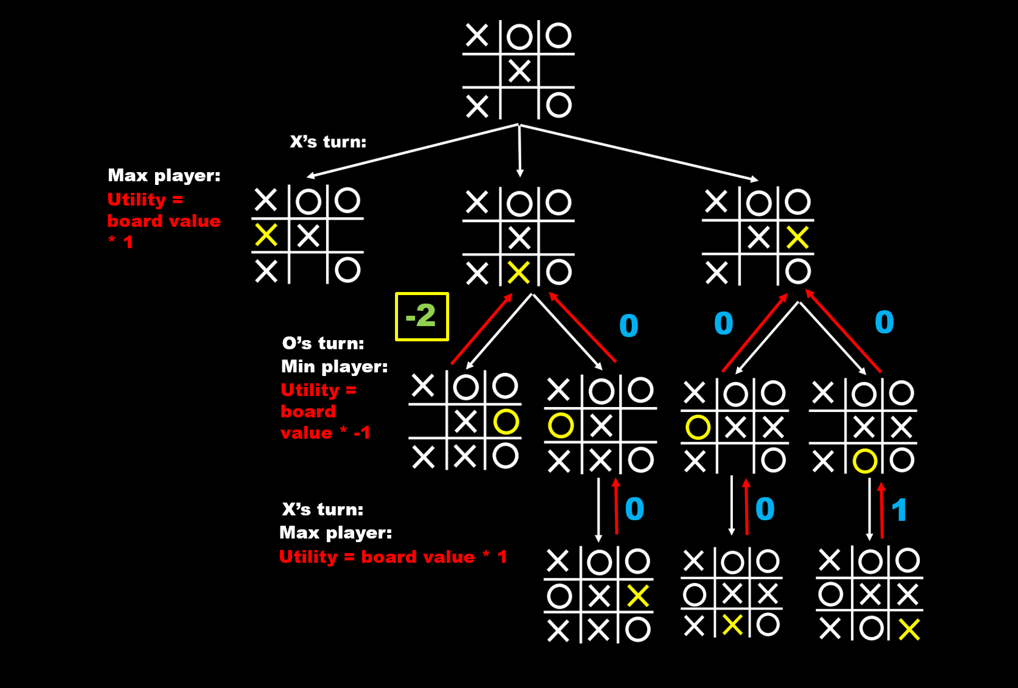 X’s turn:
Max player:
Utility =
board value
* 1
-2
0
0
0
O’s turn:
Min player:
Utility =
board
value * -1
X’s turn:
Max player:
Utility = board value * 1
0
0
1